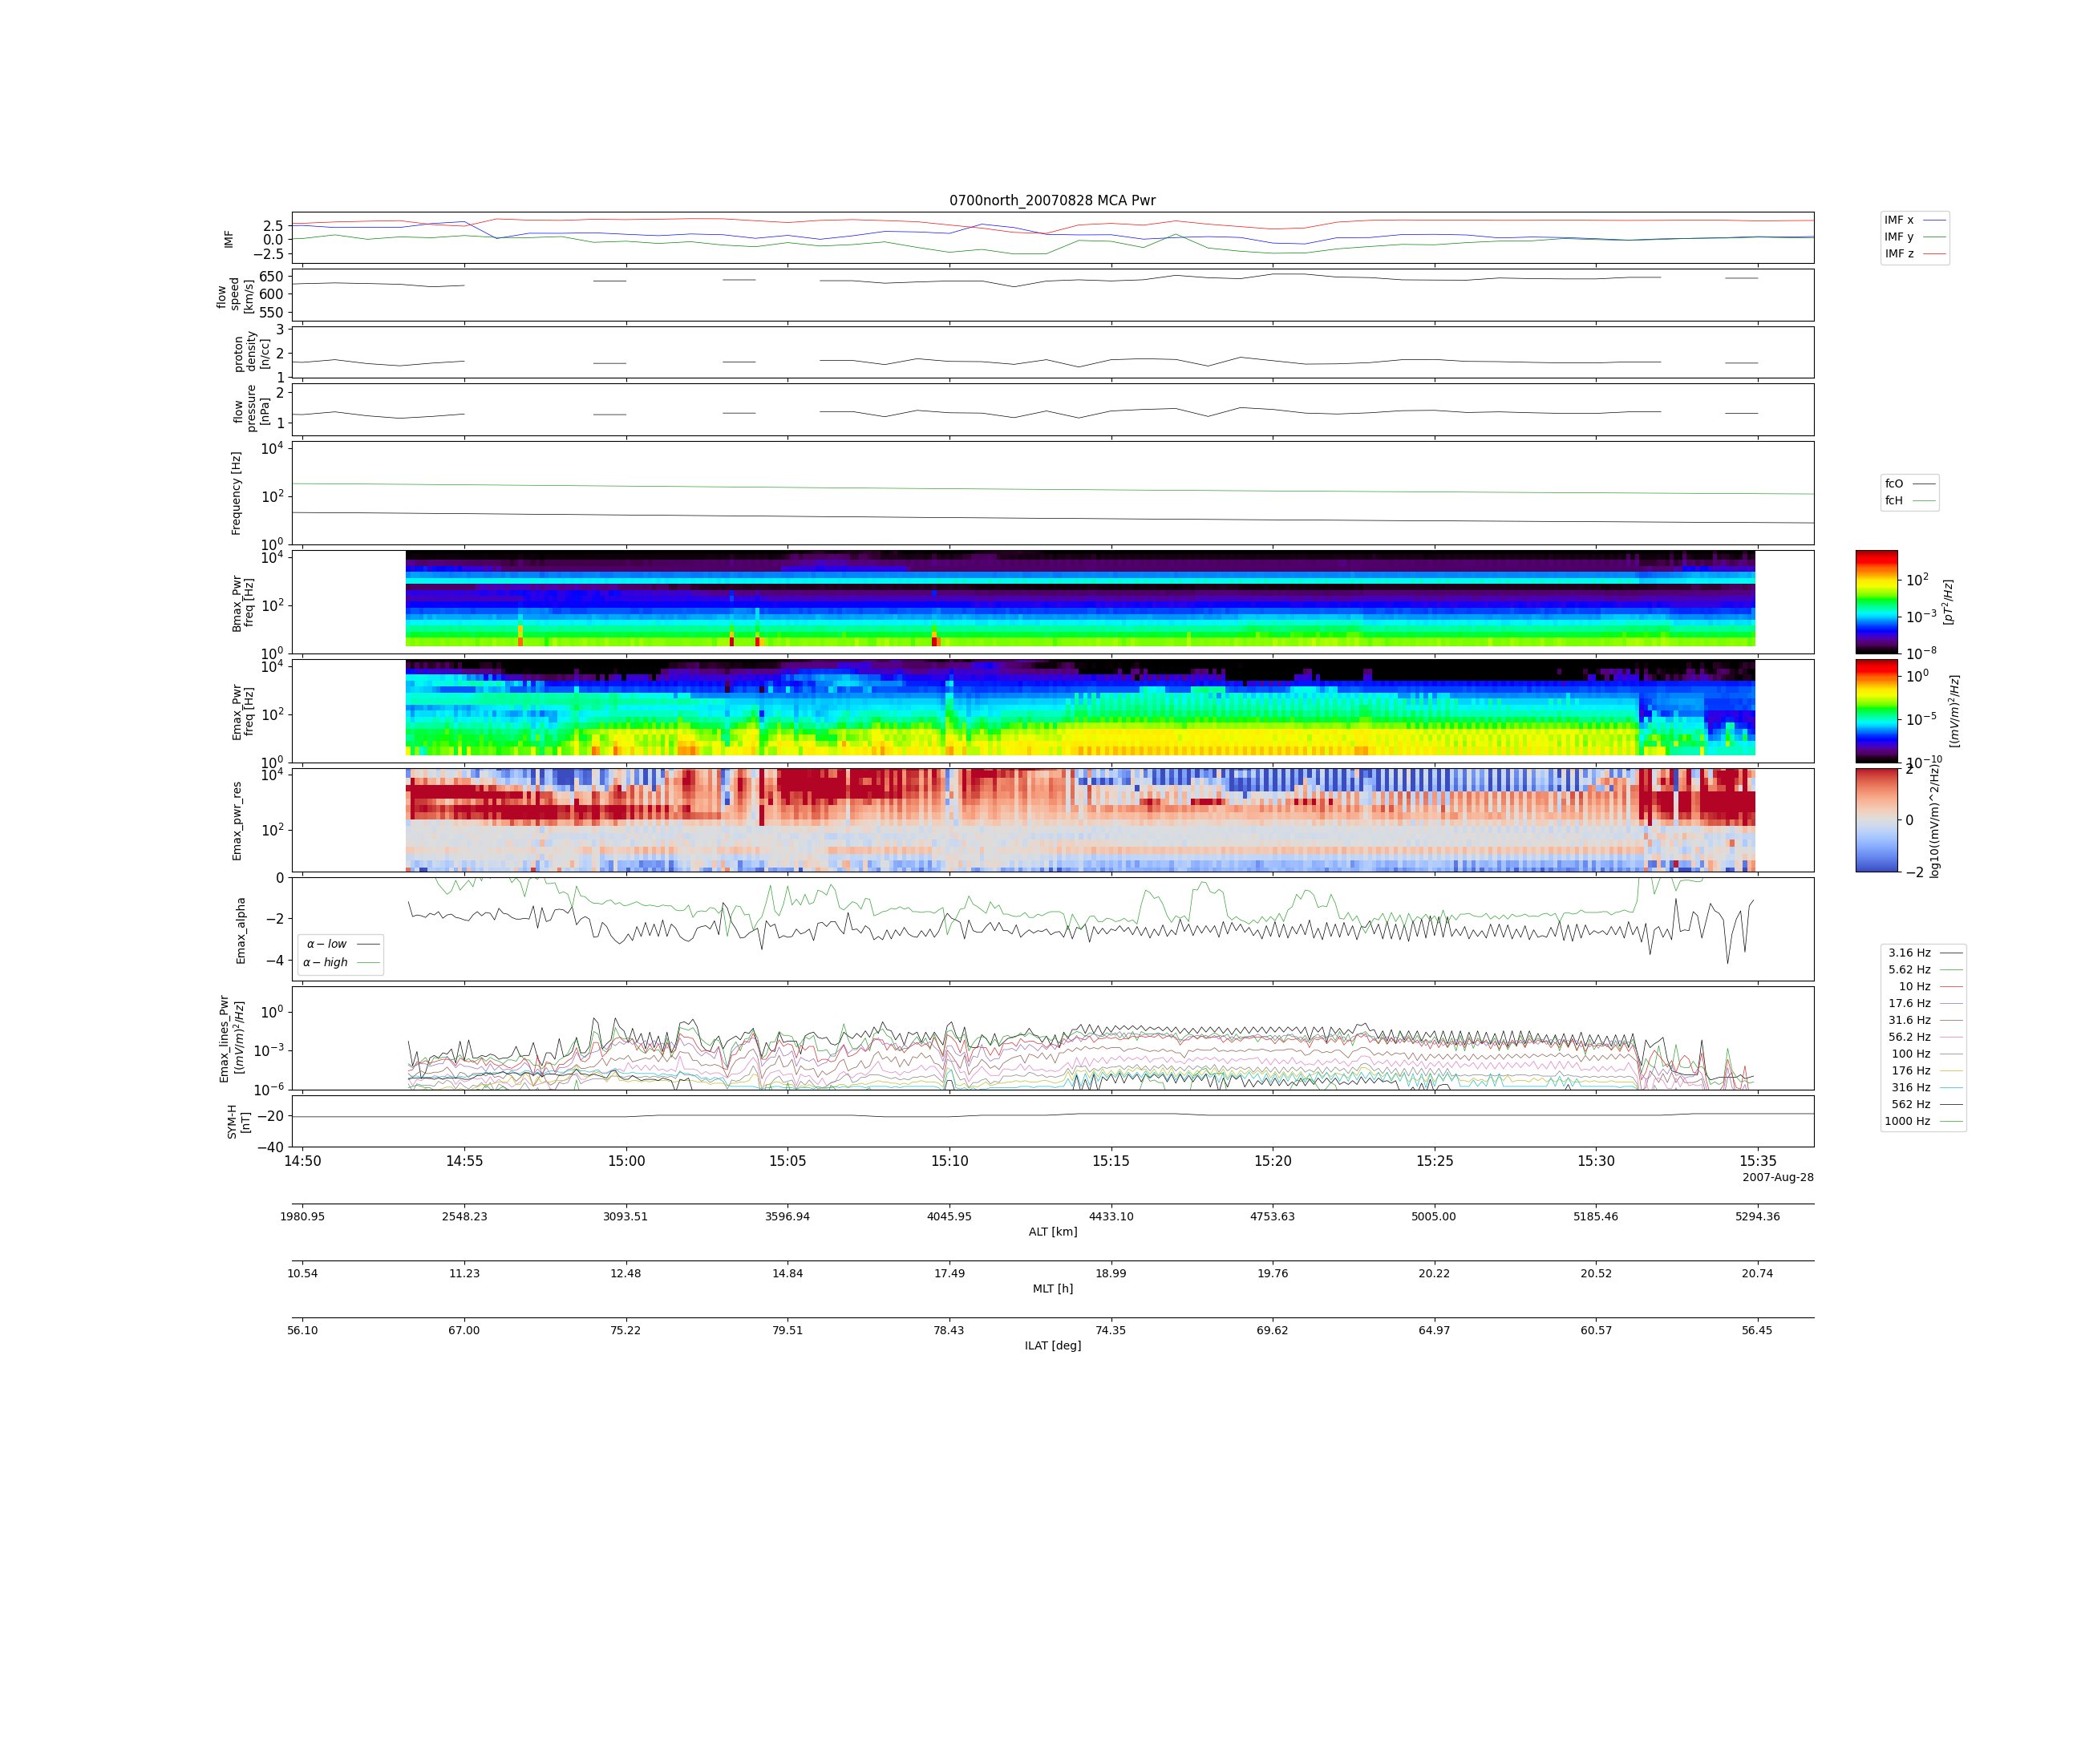 0700north_20070828 MCA Pwr
IMF
2.5
0.0
−2.5
IMF x
IMF y
IMF z
flow
speed
[km/s]
650
600
550
proton
density
[n/cc]
3
2
1
flow
pressure
[nPa]
2
1
Frequency [Hz]
10^4
10^2
10^0
fcO
fcH
Bmax_Pwr
freq [Hz]
10^4
10^2
10^0
10^2
10^−3
10^−8
[pT^2/Hz]
Emax_Pwr
freq [Hz]
10^4
10^2
10^0
10^0
10^−5
10^−10
[(mV/m)^2/Hz]
Emax_pwr_res
10^4
10^2
2
0
−2
log10((mV/m)^2/Hz)
Emax_alpha
0
−2
−4
α − low
α − high
Emax_lines_Pwr
[(mV/m)^2/Hz]
10^0
10^−3
10^−6
3.16 Hz
5.62 Hz
10 Hz
17.6 Hz
31.6 Hz
56.2 Hz
100 Hz
176 Hz
316 Hz
562 Hz
1000 Hz
SYM-H
[nT]
−20
−40
14:50 14:55 15:00 15:05 15:10 15:15 15:20 15:25 15:30 15:35
2007-Aug-28
1980.95 2548.23 3093.51 3596.94 4045.95 4433.10 4753.63 5005.00 5185.46 5294.36
ALT [km]
10.54 11.23 12.48 14.84 17.49 18.99 19.76 20.22 20.52 20.74
MLT [h]
56.10 67.00 75.22 79.51 78.43 74.35 69.62 64.97 60.57 56.45
ILAT [deg]